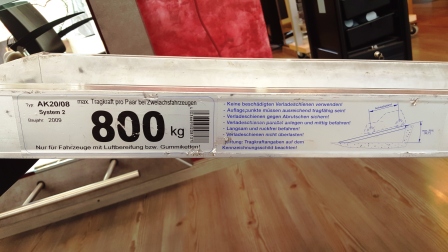 Typ: AK20/08
System 2
Baujahr: 2009
max. Tragkraft pro Paar bei Zweiachsfahrzeugen
800 kg
Nur für Fahrzeuge mit Luftbereifung bzw. Gummiketten!
- Keine beschädigten Verladeschienen verwenden!
- Auflagepunkte müssen ausreichend tragfähig sein!
- Verladeschienen gegen Abrutschen sichern!
- Verladeschienen parallel anlegen und mittig befahren!
- Langsam und ruckfrei befahren!
- Verladeschienen nicht überlasten!
Achtung: Tragkraftangaben auf dem
Kennzeichnungsschild beachten!